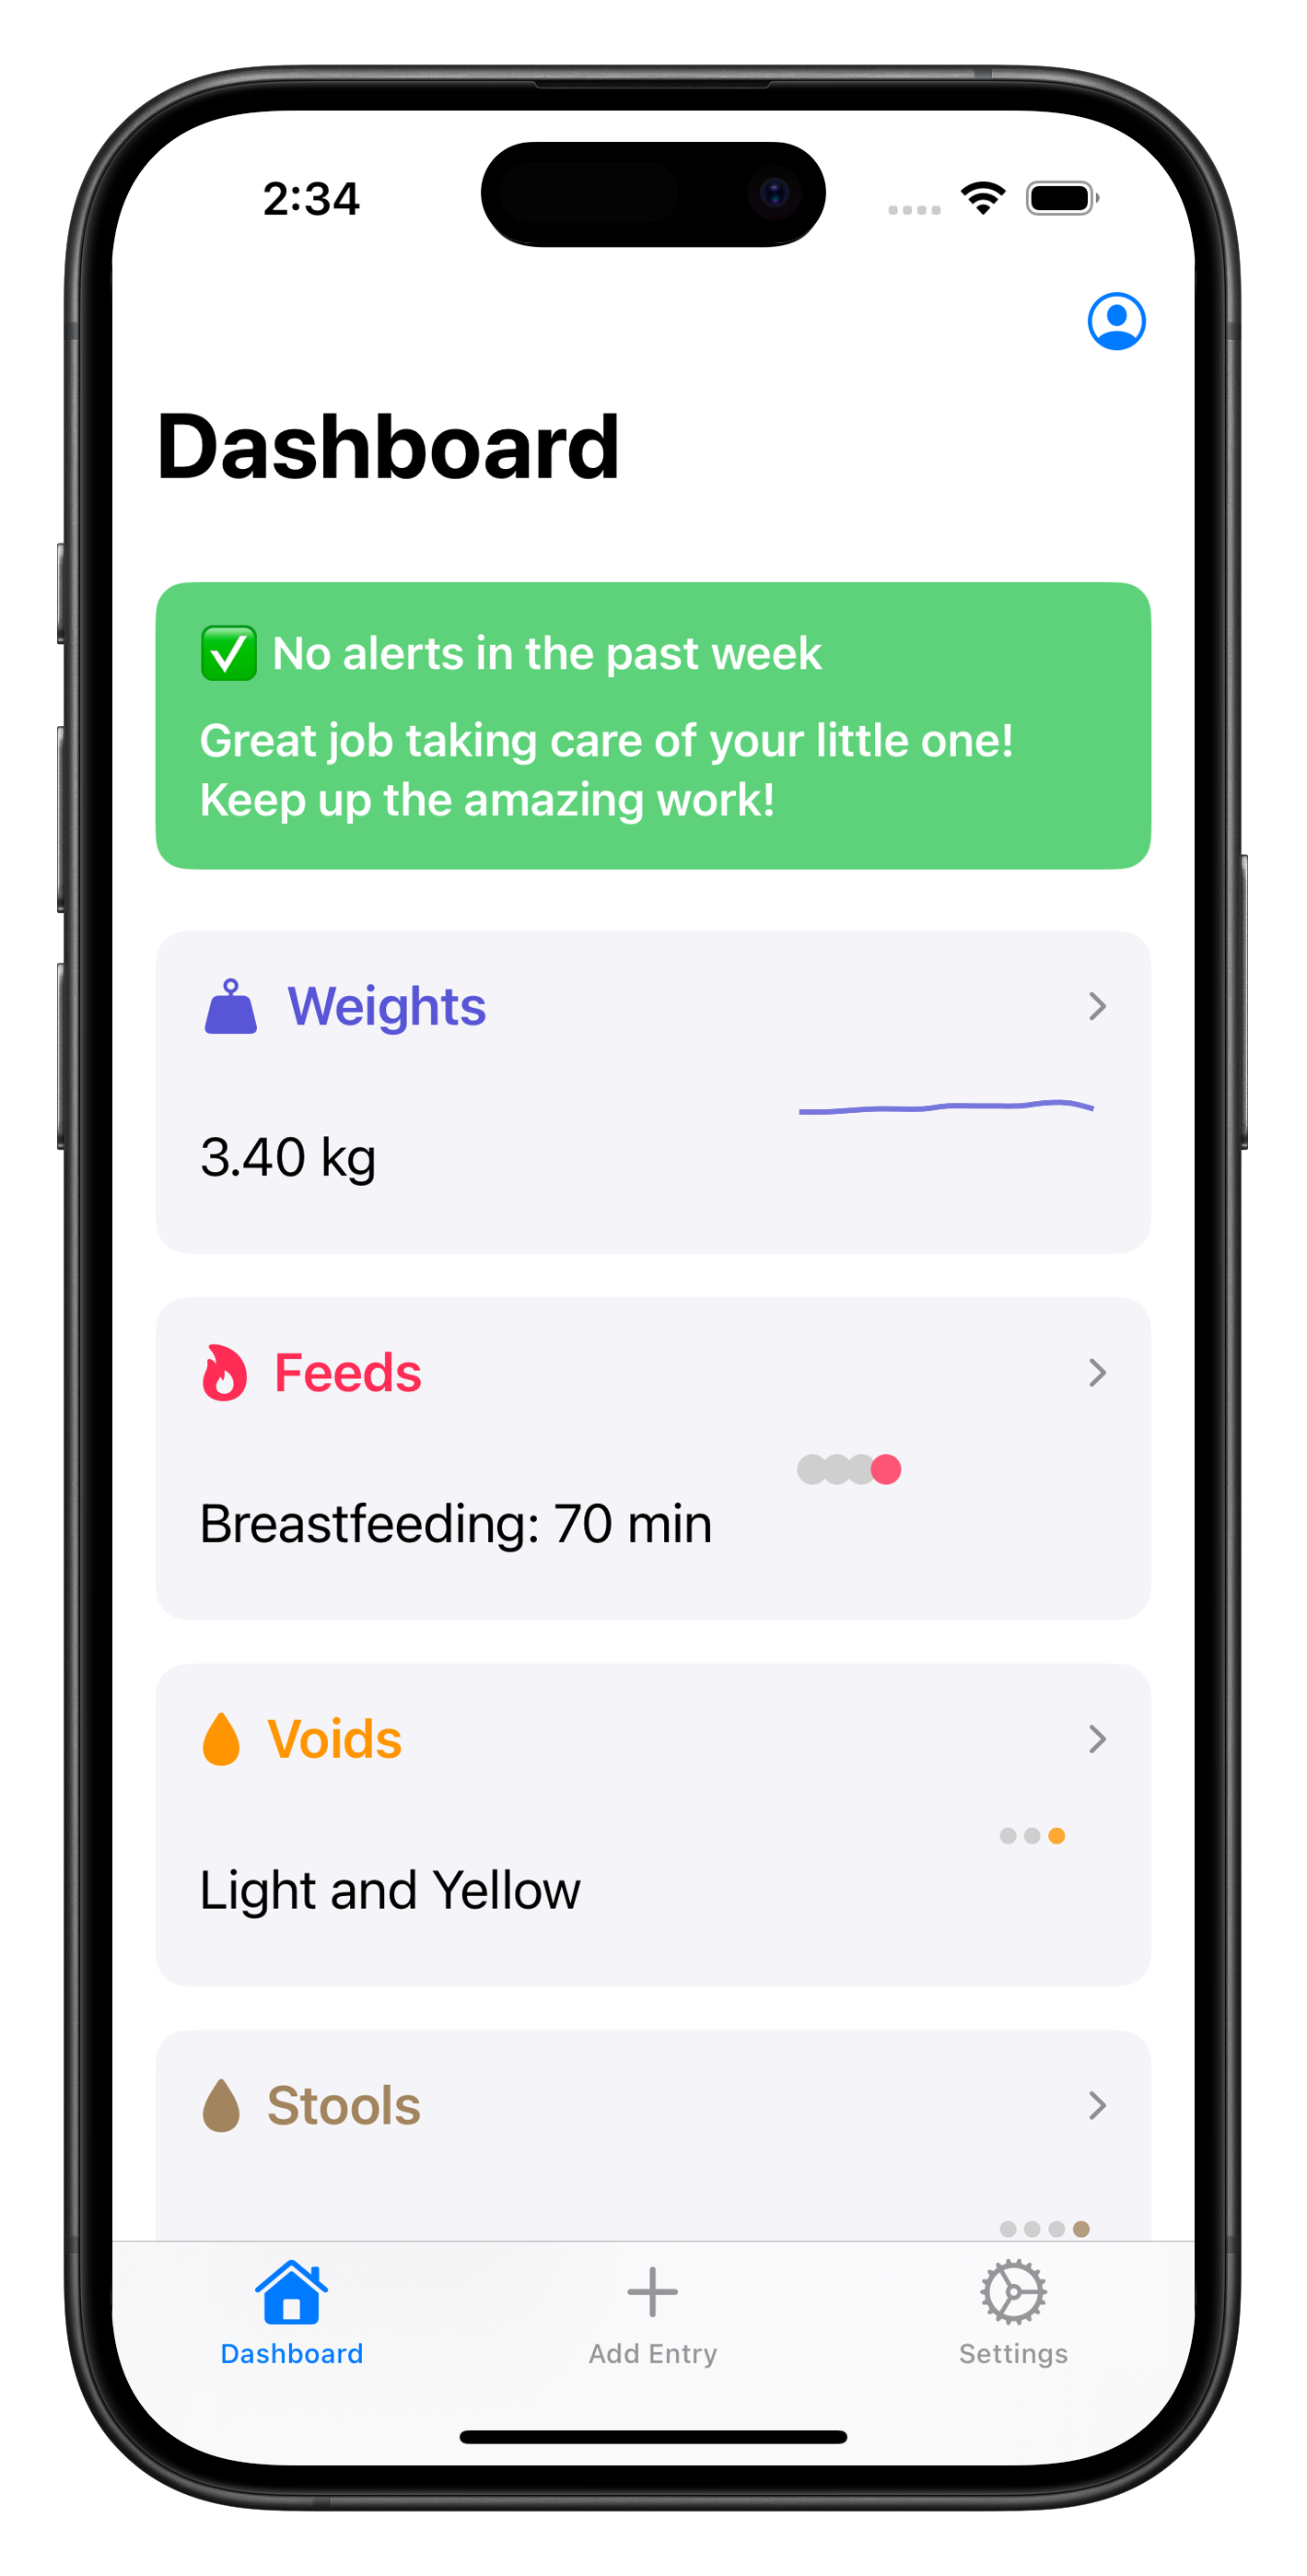 2:34
Dashboard
No alerts in the past week
Great job taking care of your little one!
Keep up the amazing work!
Weights
3.40 kg
Feeds
Breastfeeding: 70 min
Voids
Light and Yellow
Stools
Dashboard
Add Entry
Settings